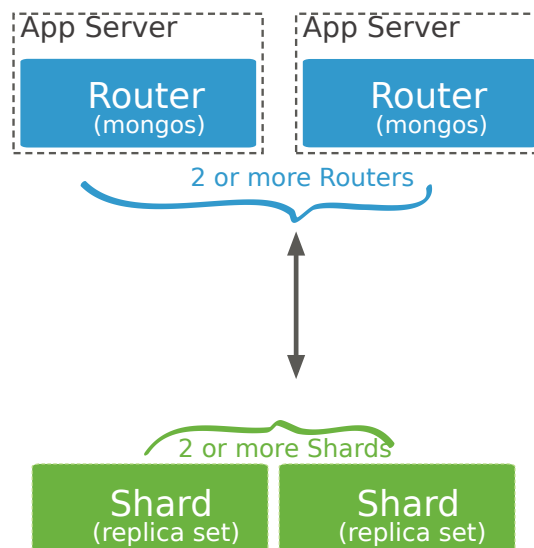 App Server
App Server
Router
(mongos)
Router
(mongos)
2 or more Routers
2 or more Shards
Shard
(replica set)
Shard
(replica set)